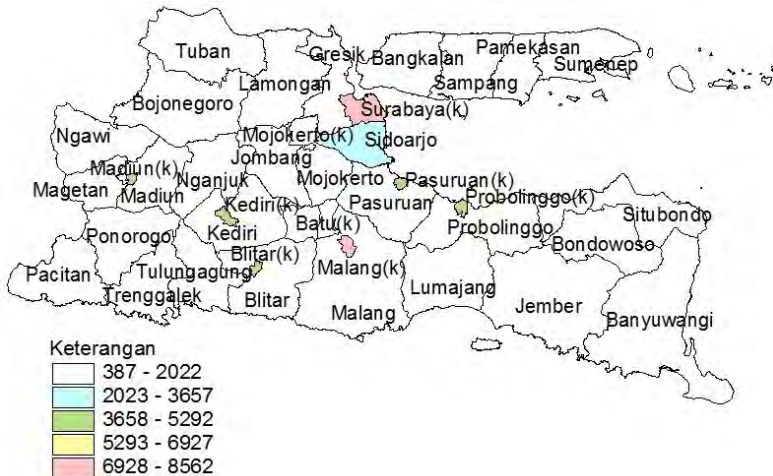 Tuban
Gresik
Bangkalan
Pamekasan
Sumenep
Sampang
Lamongan
Bojonegoro
Surabaya(k)
Ngawi
Mojokerto(k)
Sidoarjo
Jombang
Madiun(k)
Nganjuk
Mojokerto
Pasuruan(k)
Magetan
Madiun
Kediri(k)
Pasuruan
Probolinggo(k)
Situbondo
Batu(k)
Probolinggo
Ponorogo
Kediri
Bondowoso
Blitar(k)
Malang(k)
Pacitan
Tulungagung
Lumajang
Trenggalek
Blitar
Malang
Jember
Banyuwangi
Keterangan
387 - 2022
2023 - 3657
3658 - 5292
5293 - 6927
6928 - 8562